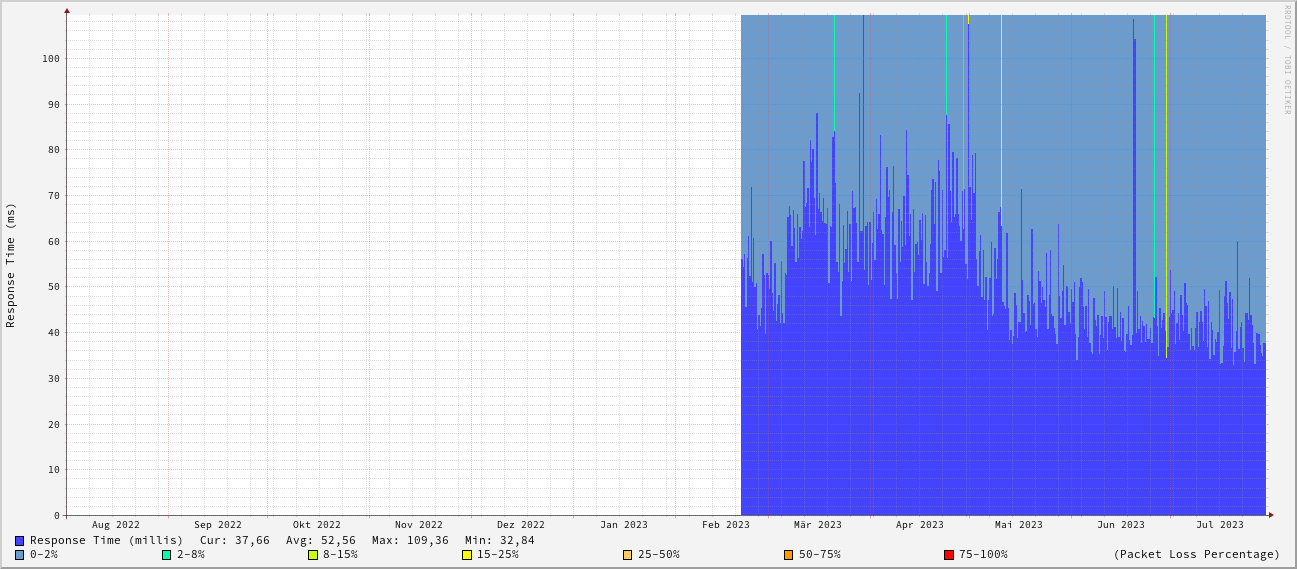 RRDTOOL / TOBI OETIKER
Response Time (ms)
100
90
80
70
60
50
40
30
20
10
0
Aug 2022 Sep 2022 Okt 2022 Nov 2022 Dez 2022 Jan 2023 Feb 2023 Mär 2023 Apr 2023 Mai 2023 Jun 2023 Jul 2023
Response Time (millis) Cur: 37,66 Avg: 52,56 Max: 109,36 Min: 32,84
0-2% 2-8% 8-15% 15-25% 25-50% 50-75% 75-100% (Packet Loss Percentage)